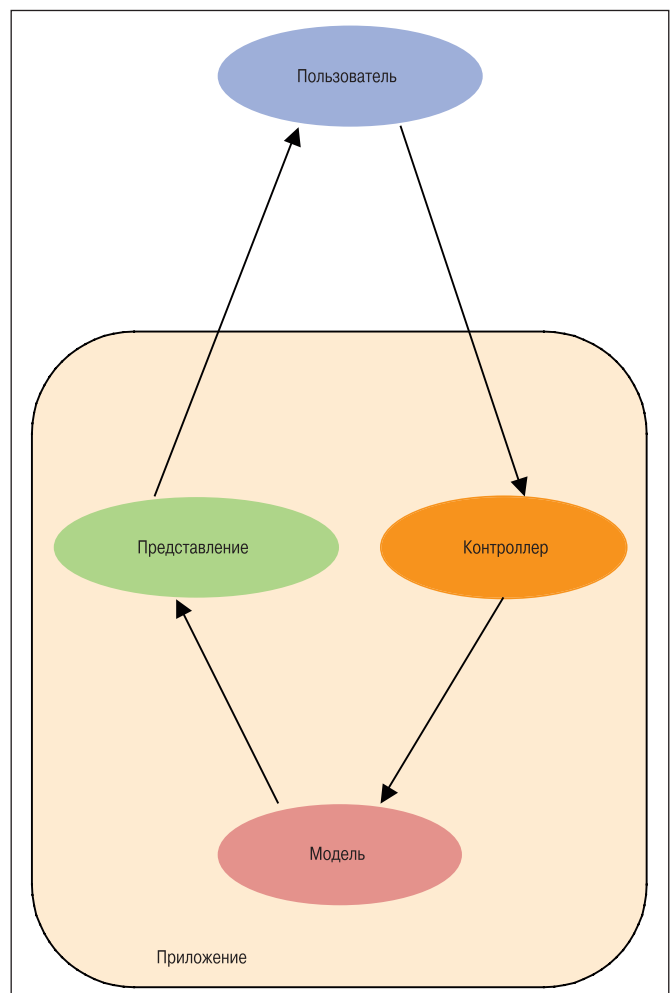 Пользователь
Представление
Контроллер
Модель
Приложение